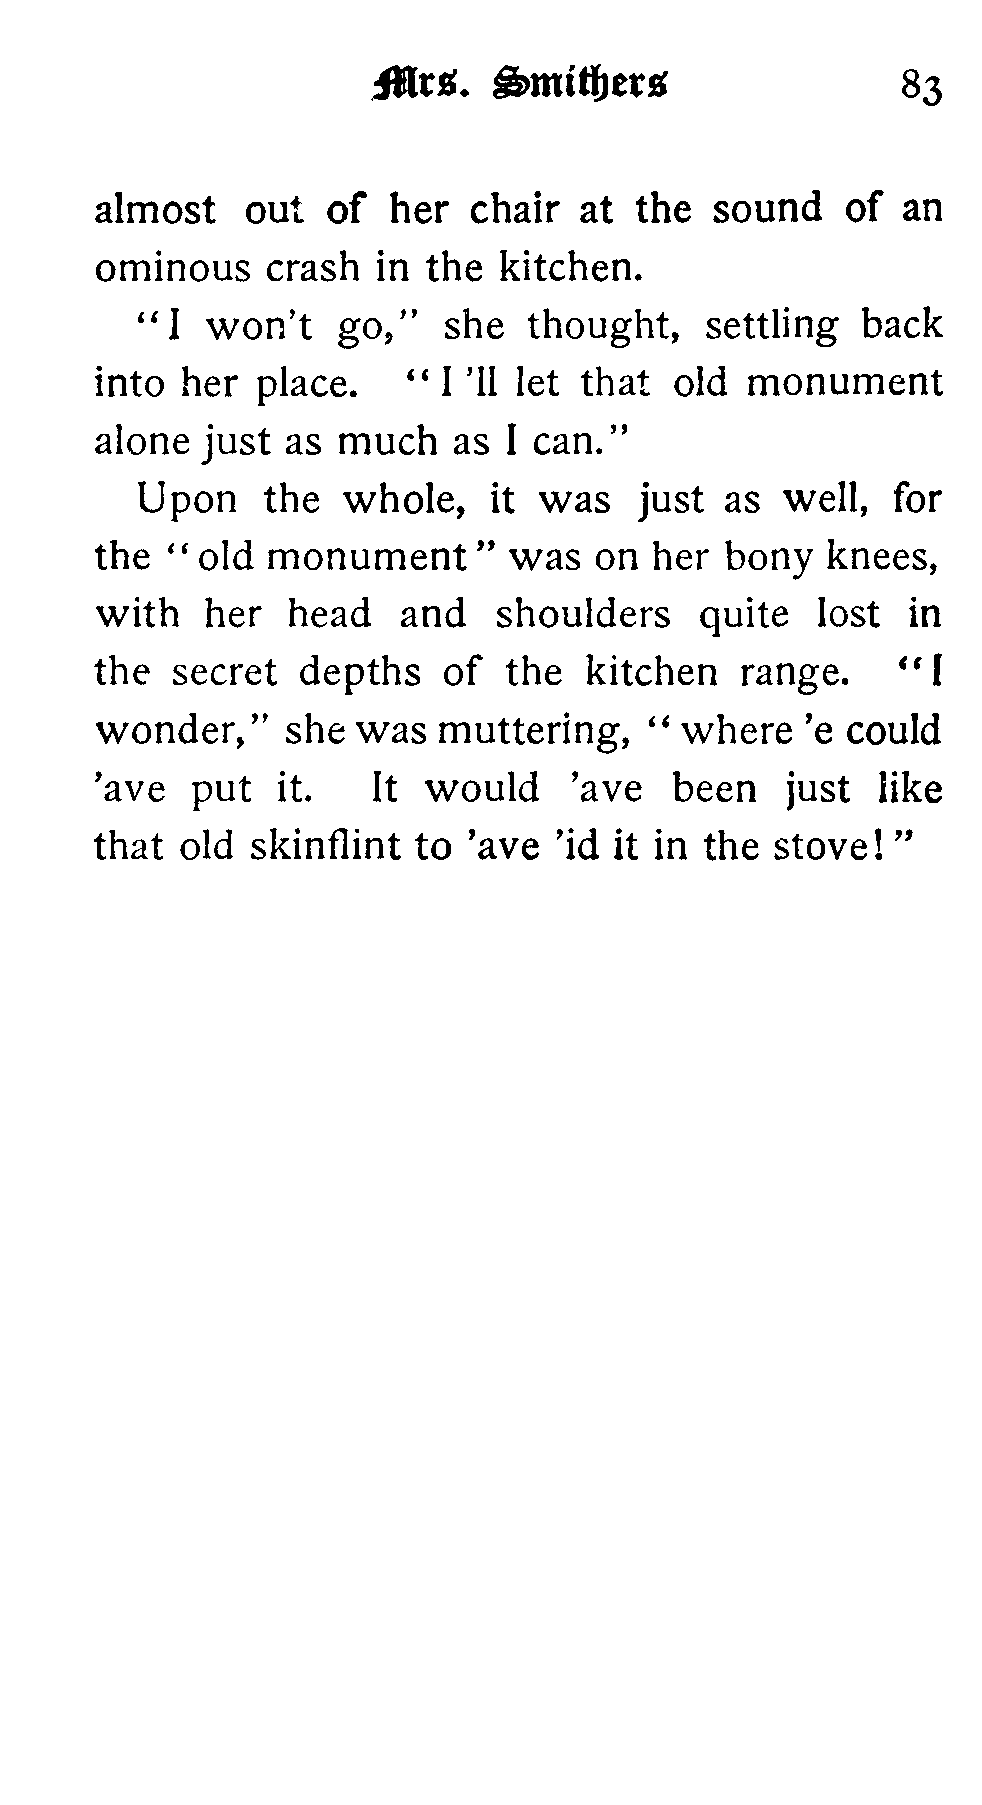 Mrs. Smithers 83
almost out of her chair at the sound of an
ominous crash in the kitchen.
"I won't go," she thought, settling back
into her place. "I'll let that old monument
alone just as much as I can."
Upon the whole, it was just as well, for
the "old monument" was on her bony knees,
with her head and shoulders quite lost in
the secret depths of the kitchen range. "I
wonder," she was muttering, "where 'e could
'ave put it. It would 'ave been just like
that old skinflint to 'ave 'id it in the stove!"